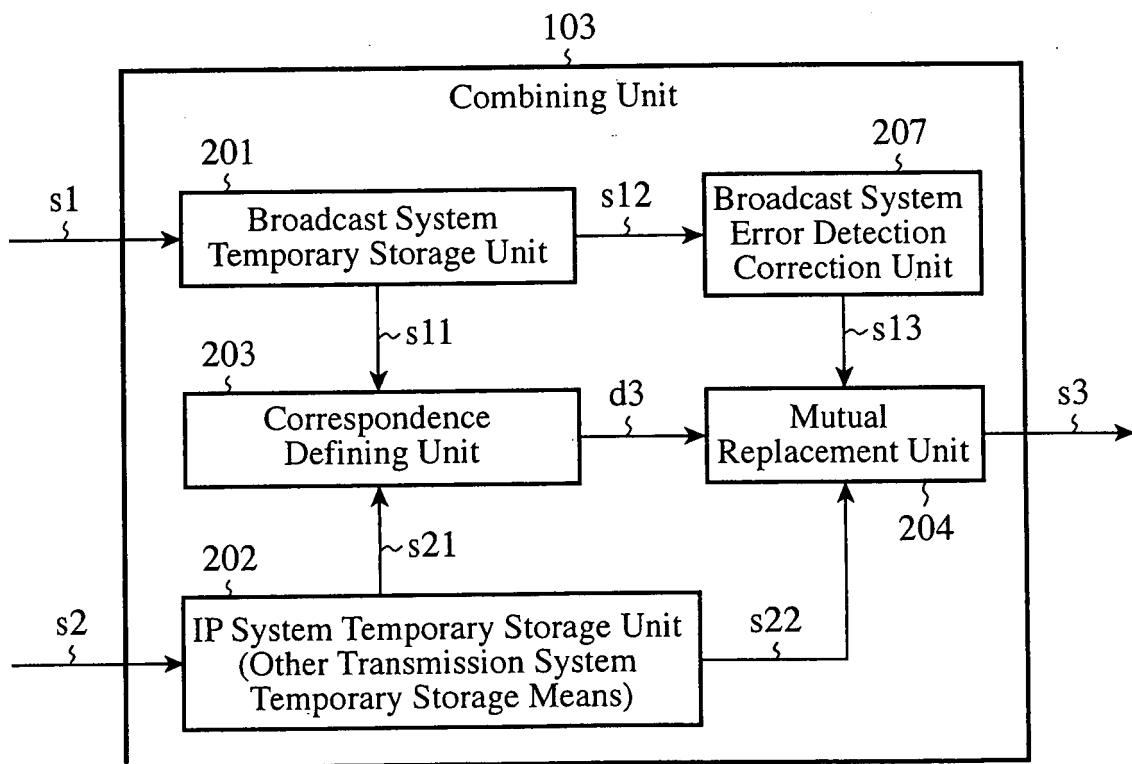 103
Combining Unit
201
207
s1
Broadcast System
Temporary Storage Unit
s12
Broadcast System
Error Detection
Correction Unit
s11
s13
203
Correspondence
Defining Unit
d3
Mutual
Replacement Unit
s3
204
s21
202
s2
IP System Temporary Storage Unit
(Other Transmission System
Temporary Storage Means)
s22